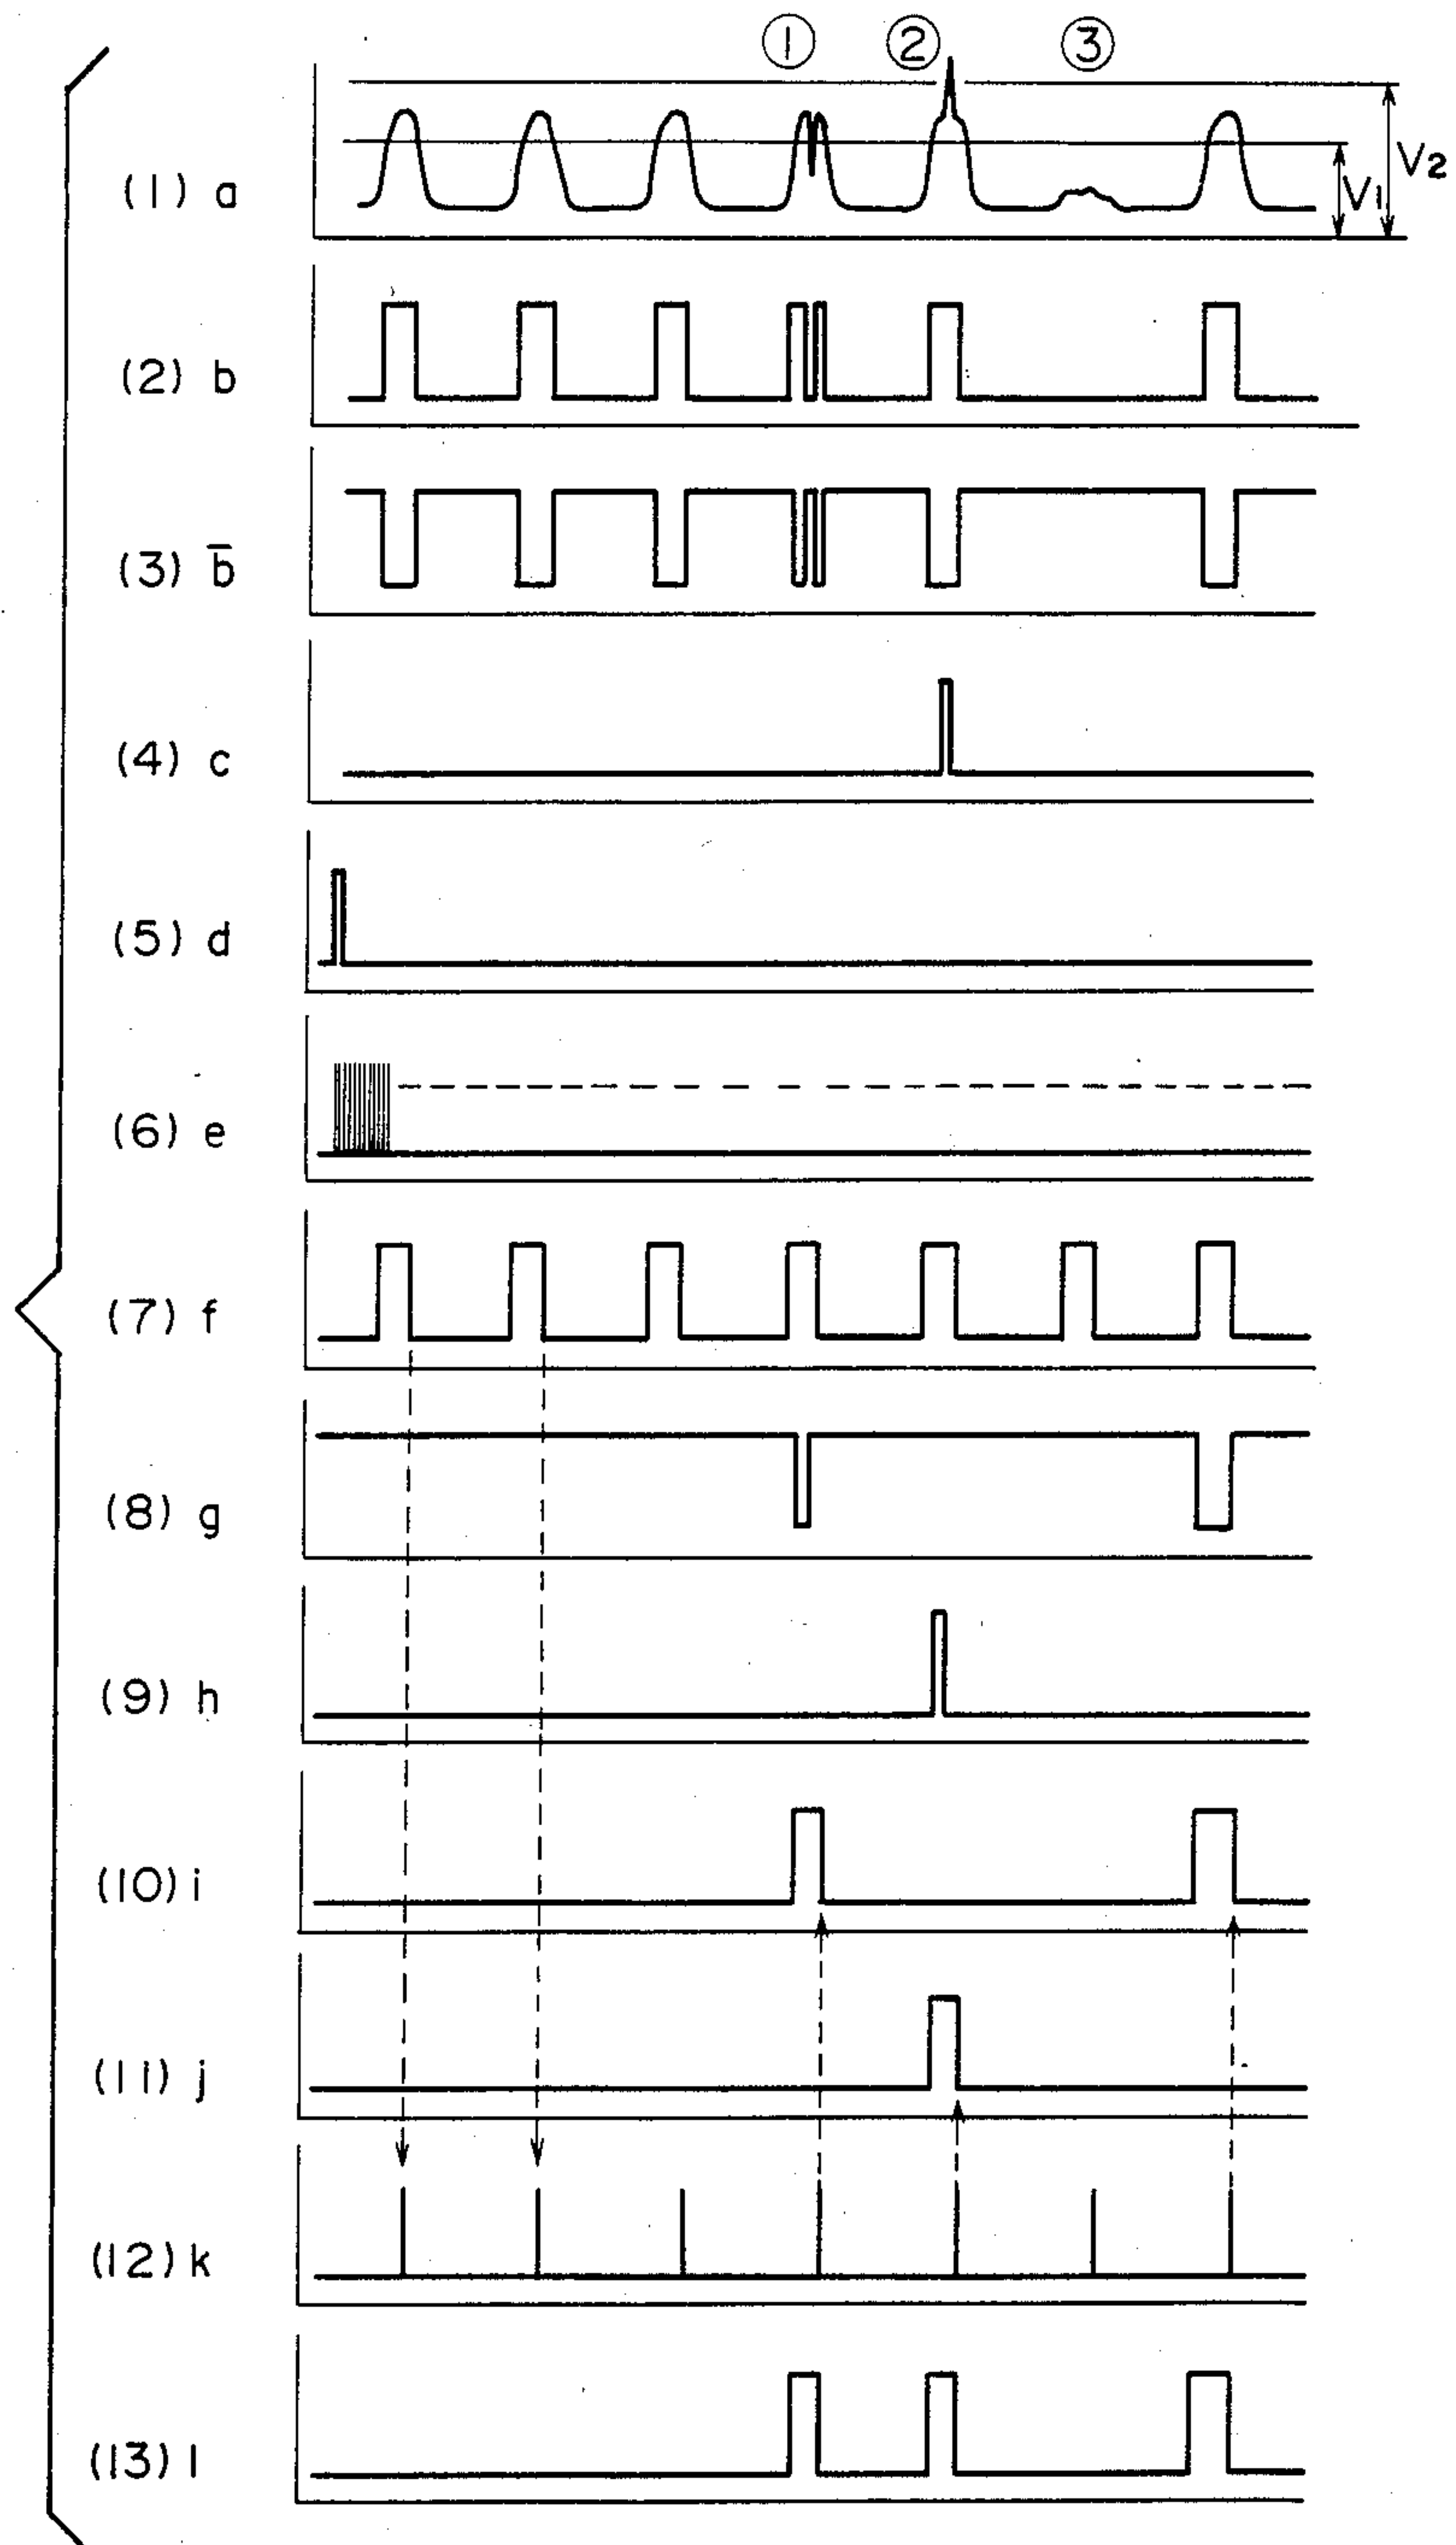 ① ② ③
(1) a
V1
V2
(2) b
(3) b̅
(4) c
(5) d
(6) e
(7) f
(8) g
(9) h
(10) i
(11) j
(12) k
(13) l